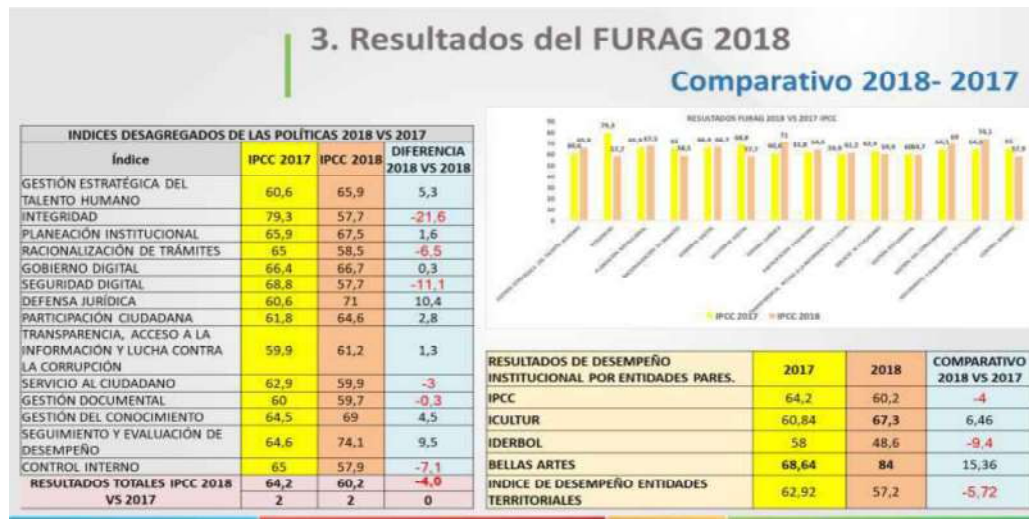 3. Resultados del FURAG 2018
Comparativo 2018- 2017
INDICES DESAGREGADOS DE LAS POLÍTICAS 2018 VS 2017
Índice IPCC 2017 IPCC 2018 DIFERENCIA 2018 VS 2018
GESTIÓN ESTRATÉGICA DEL
TALENTO HUMANO 60,6 65,9 5,3
INTEGRIDAD 79,3 57,7 -21,6
PLANEACIÓN INSTITUCIONAL 65,9 67,5 1,6
RACIONALIZACIÓN DE TRÁMITES 65 58,5 -6,5
GOBIERNO DIGITAL 66,4 66,7 0,3
SEGURIDAD DIGITAL 68,8 57,7 -11,1
DEFENSA JURÍDICA 60,6 71 10,4
PARTICIPACIÓN CIUDADANA 61,8 64,6 2,8
TRANSPARENCIA, ACCESO A LA
INFORMACIÓN Y LUCHA CONTRA 59,9 61,2 1,3
LA CORRUPCIÓN
SERVICIO AL CIUDADANO 62,9 59,9 -3
GESTIÓN DOCUMENTAL 60 59,7 -0,3
GESTIÓN DEL CONOCIMIENTO 64,5 69 4,5
SEGUIMIENTO Y EVALUACIÓN DE
DESEMPEÑO 64,6 74,1 9,5
CONTROL INTERNO 65 57,9 -7,1
RESULTADOS TOTALES IPCC 2018 64,2 60,2 -4,0
VS 2017 2 2 0
RESULTADOS FURAG 2018 VS 2017 IPCC
IPCC 2017 IPCC 2018
RESULTADOS DE DESEMPEÑO
INSTITUCIONAL POR ENTIDADES PARES. 2017 2018 COMPARATIVO 2018 VS 2017
IPCC 64,2 60,2 -4
ICULTUR 60,84 67,3 6,46
IDERBOL 58 48,6 -9,4
BELLAS ARTES 68,64 84 15,36
INDICE DE DESEMPEÑO ENTIDADES
TERRITORIALES 62,92 57,2 -5,72